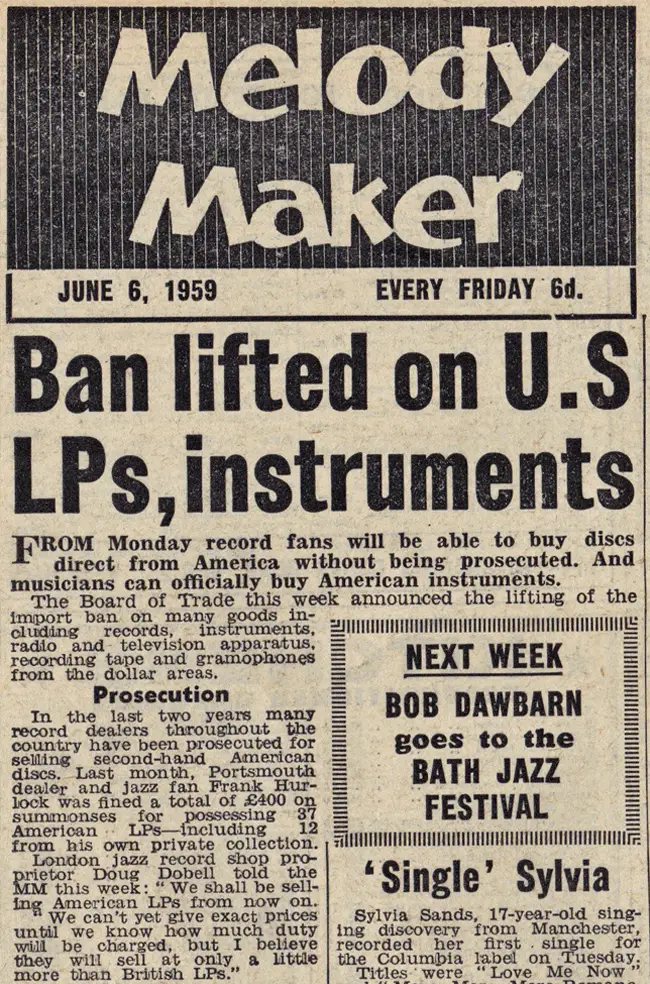 Melody
Maker
JUNE 6, 1959 EVERY FRIDAY 6d.
Ban lifted on U.S
LPs, instruments
FROM Monday record fans will be able to buy discs
direct from America without being prosecuted. And
musicians can officially buy American instruments.
The Board of Trade this week announced the lifting of the
import ban on many goods in-
cluding records, instruments,
radio and television apparatus,
recording tape and gramophones
from the dollar areas.
Prosecution
In the last two years many
record dealers throughout the
country have been prosecuted for
selling second-hand American
discs. Last month, Portsmouth
dealer and jazz fan Frank Hur-
lock was fined a total of £400 on
summonses for possessing 37
American LPs—including 12
from his own private collection.
London jazz record shop pro-
prietor Doug Dobell told the
MM this week: "We shall be sell-
ing American LPs from now on.
"We can't yet give exact prices
until we know how much duty
will be charged, but I believe
they will sell at only a little
more than British LPs."
NEXT WEEK
BOB DAWBARN
goes to the
BATH JAZZ
FESTIVAL
'Single' Sylvia
Sylvia Sands, 17-year-old sing-
ing discovery from Manchester,
recorded her first single for
the Columbia label on Tuesday.
Titles were "Love Me Now"